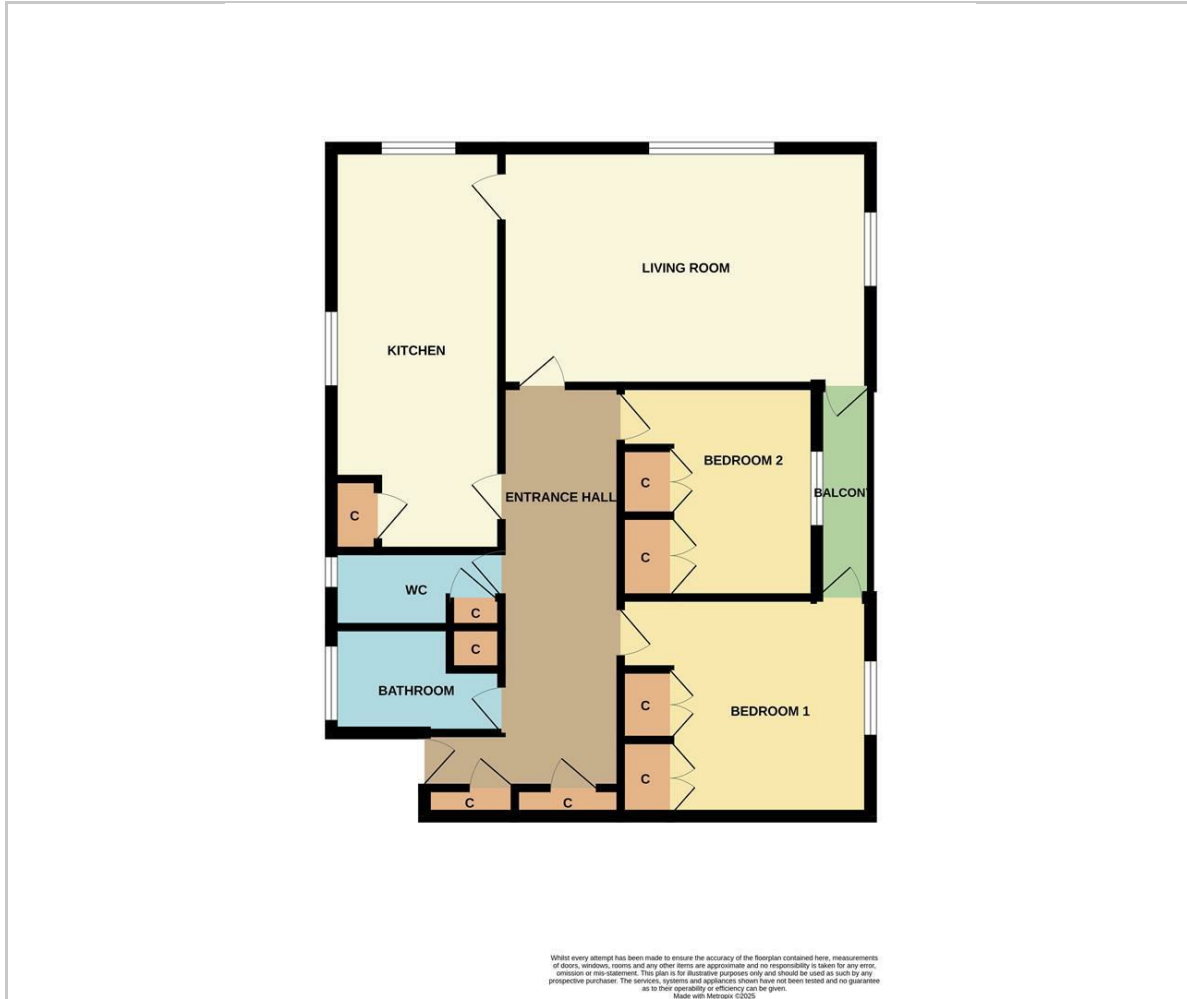 LIVING ROOM
KITCHEN
BEDROOM 2
BALCONY
ENTRANCE HALL
C
C
C
WC
C
C
BATHROOM
BEDROOM 1
C
C
C
C
Whilst every attempt has been made to ensure the accuracy of the floorplan contained here, measurements
of doors, windows, rooms and any other items are approximate and no responsibility is taken for any error,
omission or mis-statement. This plan is for illustrative purposes only and should be used as such by any
prospective purchaser. The services, systems and appliances shown have not been tested and no guarantee
as to their operability or efficiency can be given.
Made with Metropix ©2025